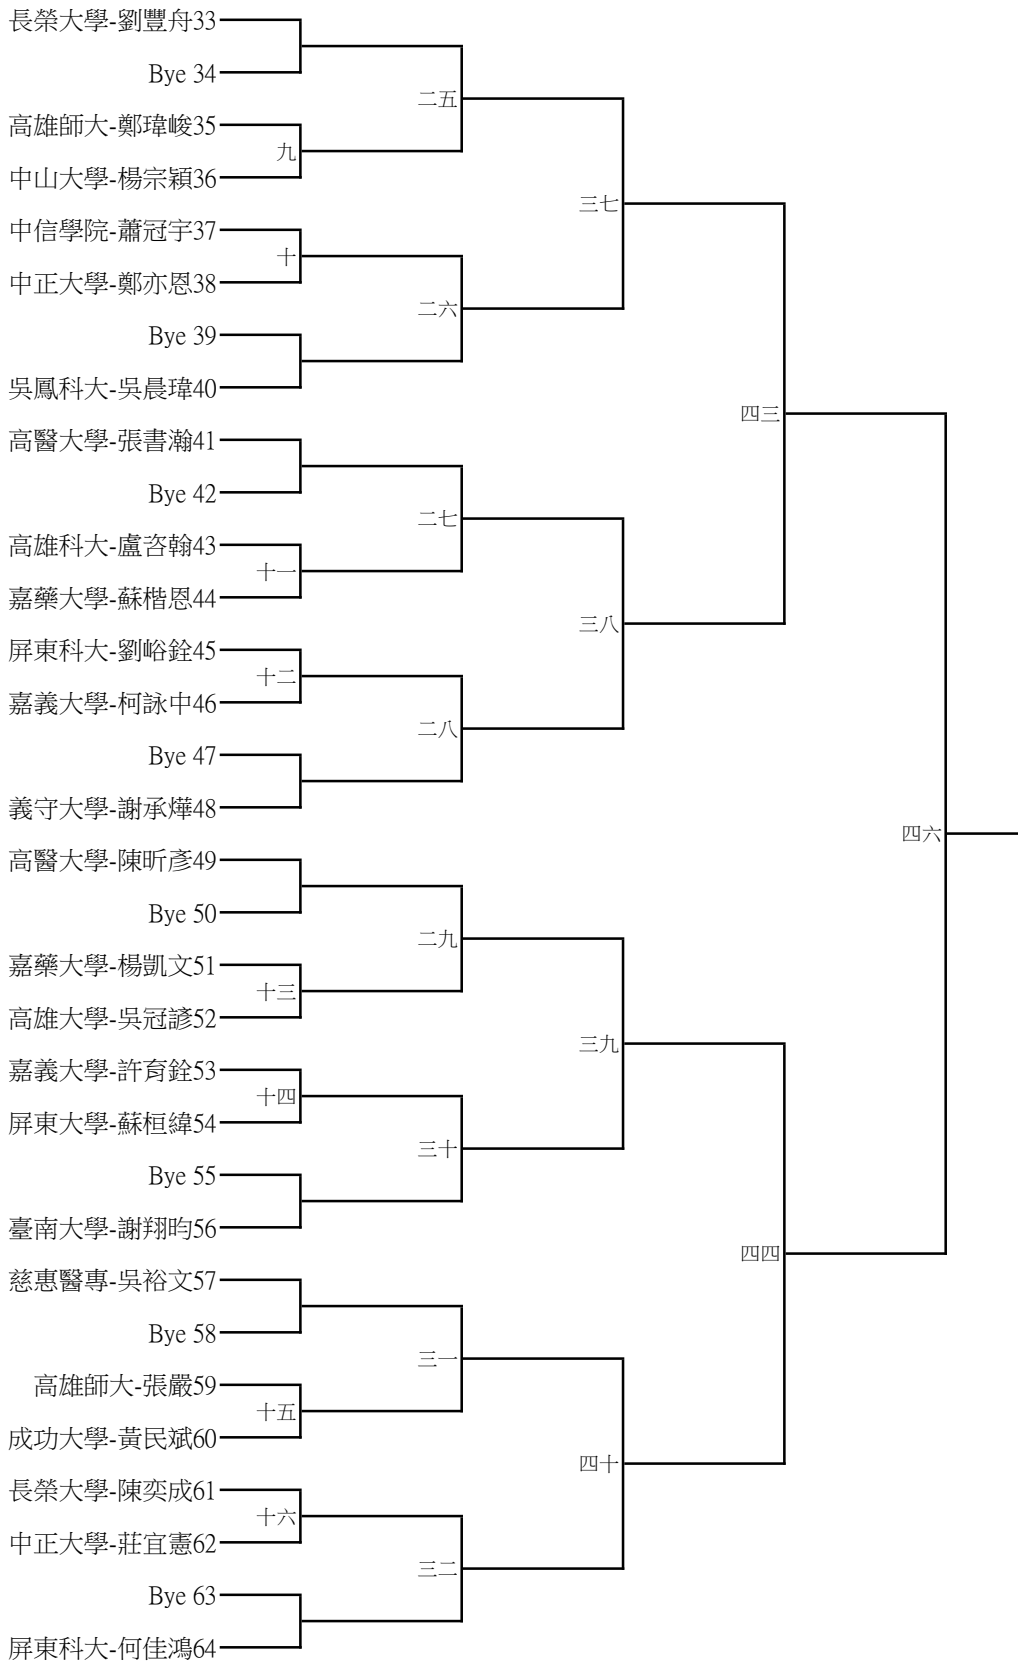 長榮大學-劉豐舟33
Bye 34
二五
高雄師大-鄭瑋峻35
九
中山大學-楊宗穎36
三七
中信學院-蕭冠宇37
十
中正大學-鄭亦恩38
二六
Bye 39
吳鳳科大-吳晨瑋40
四三
高醫大學-張書瀚41
Bye 42
二七
高雄科大-盧咨翰43
十一
嘉藥大學-蘇楷恩44
三八
屏東科大-劉峪銓45
十二
嘉義大學-柯詠中46
二八
Bye 47
義守大學-謝承燁48
四六
高醫大學-陳昕彥49
Bye 50
二九
嘉藥大學-楊凱文51
十三
高雄大學-吳冠諺52
三九
嘉義大學-許育銓53
十四
屏東大學-蘇桓緯54
三十
Bye 55
臺南大學-謝翔昀56
四四
慈惠醫專-吳裕文57
Bye 58
三一
高雄師大-張嚴59
十五
成功大學-黃民斌60
四十
長榮大學-陳奕成61
十六
中正大學-莊宜憲62
三二
Bye 63
屏東科大-何佳鴻64